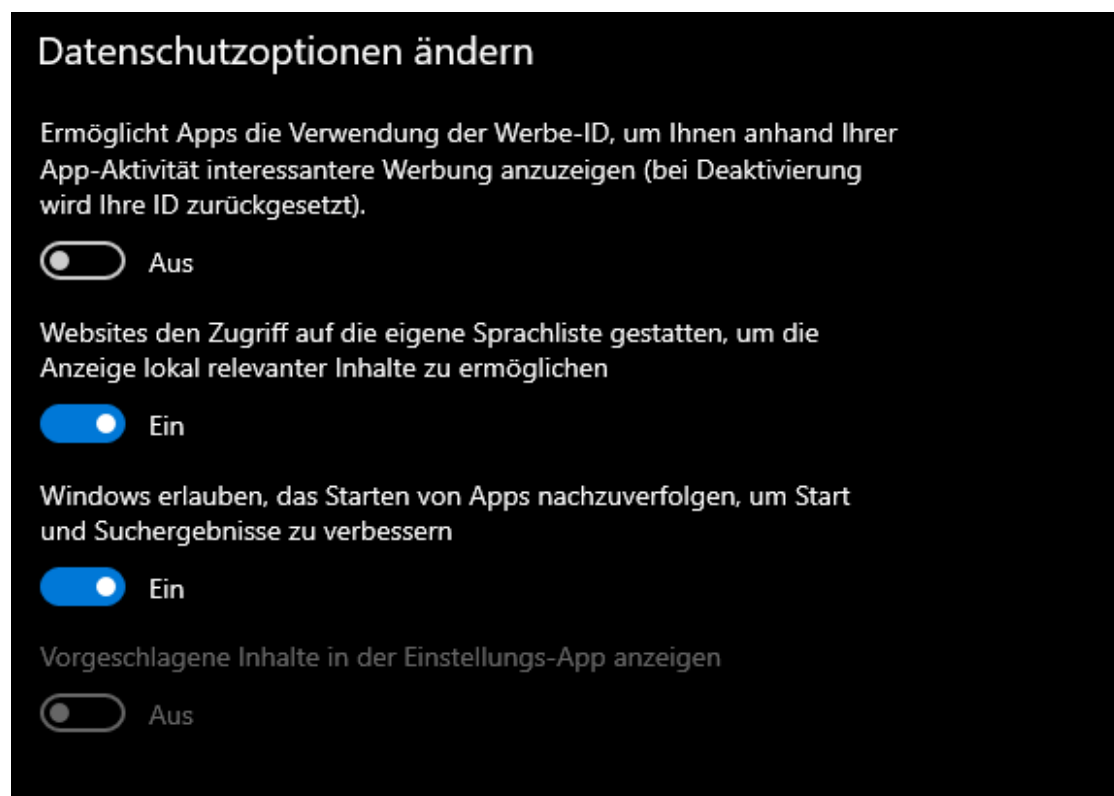 Datenschutzoptionen ändern
Ermöglicht Apps die Verwendung der Werbe-ID, um Ihnen anhand Ihrer
App-Aktivität interessantere Werbung anzuzeigen (bei Deaktivierung
wird Ihre ID zurückgesetzt).
Aus
Websites den Zugriff auf die eigene Sprachliste gestatten, um die
Anzeige lokal relevanter Inhalte zu ermöglichen
Ein
Windows erlauben, das Starten von Apps nachzuverfolgen, um Start
und Suchergebnisse zu verbessern
Ein
Vorgeschlagene Inhalte in der Einstellungs-App anzeigen
Aus